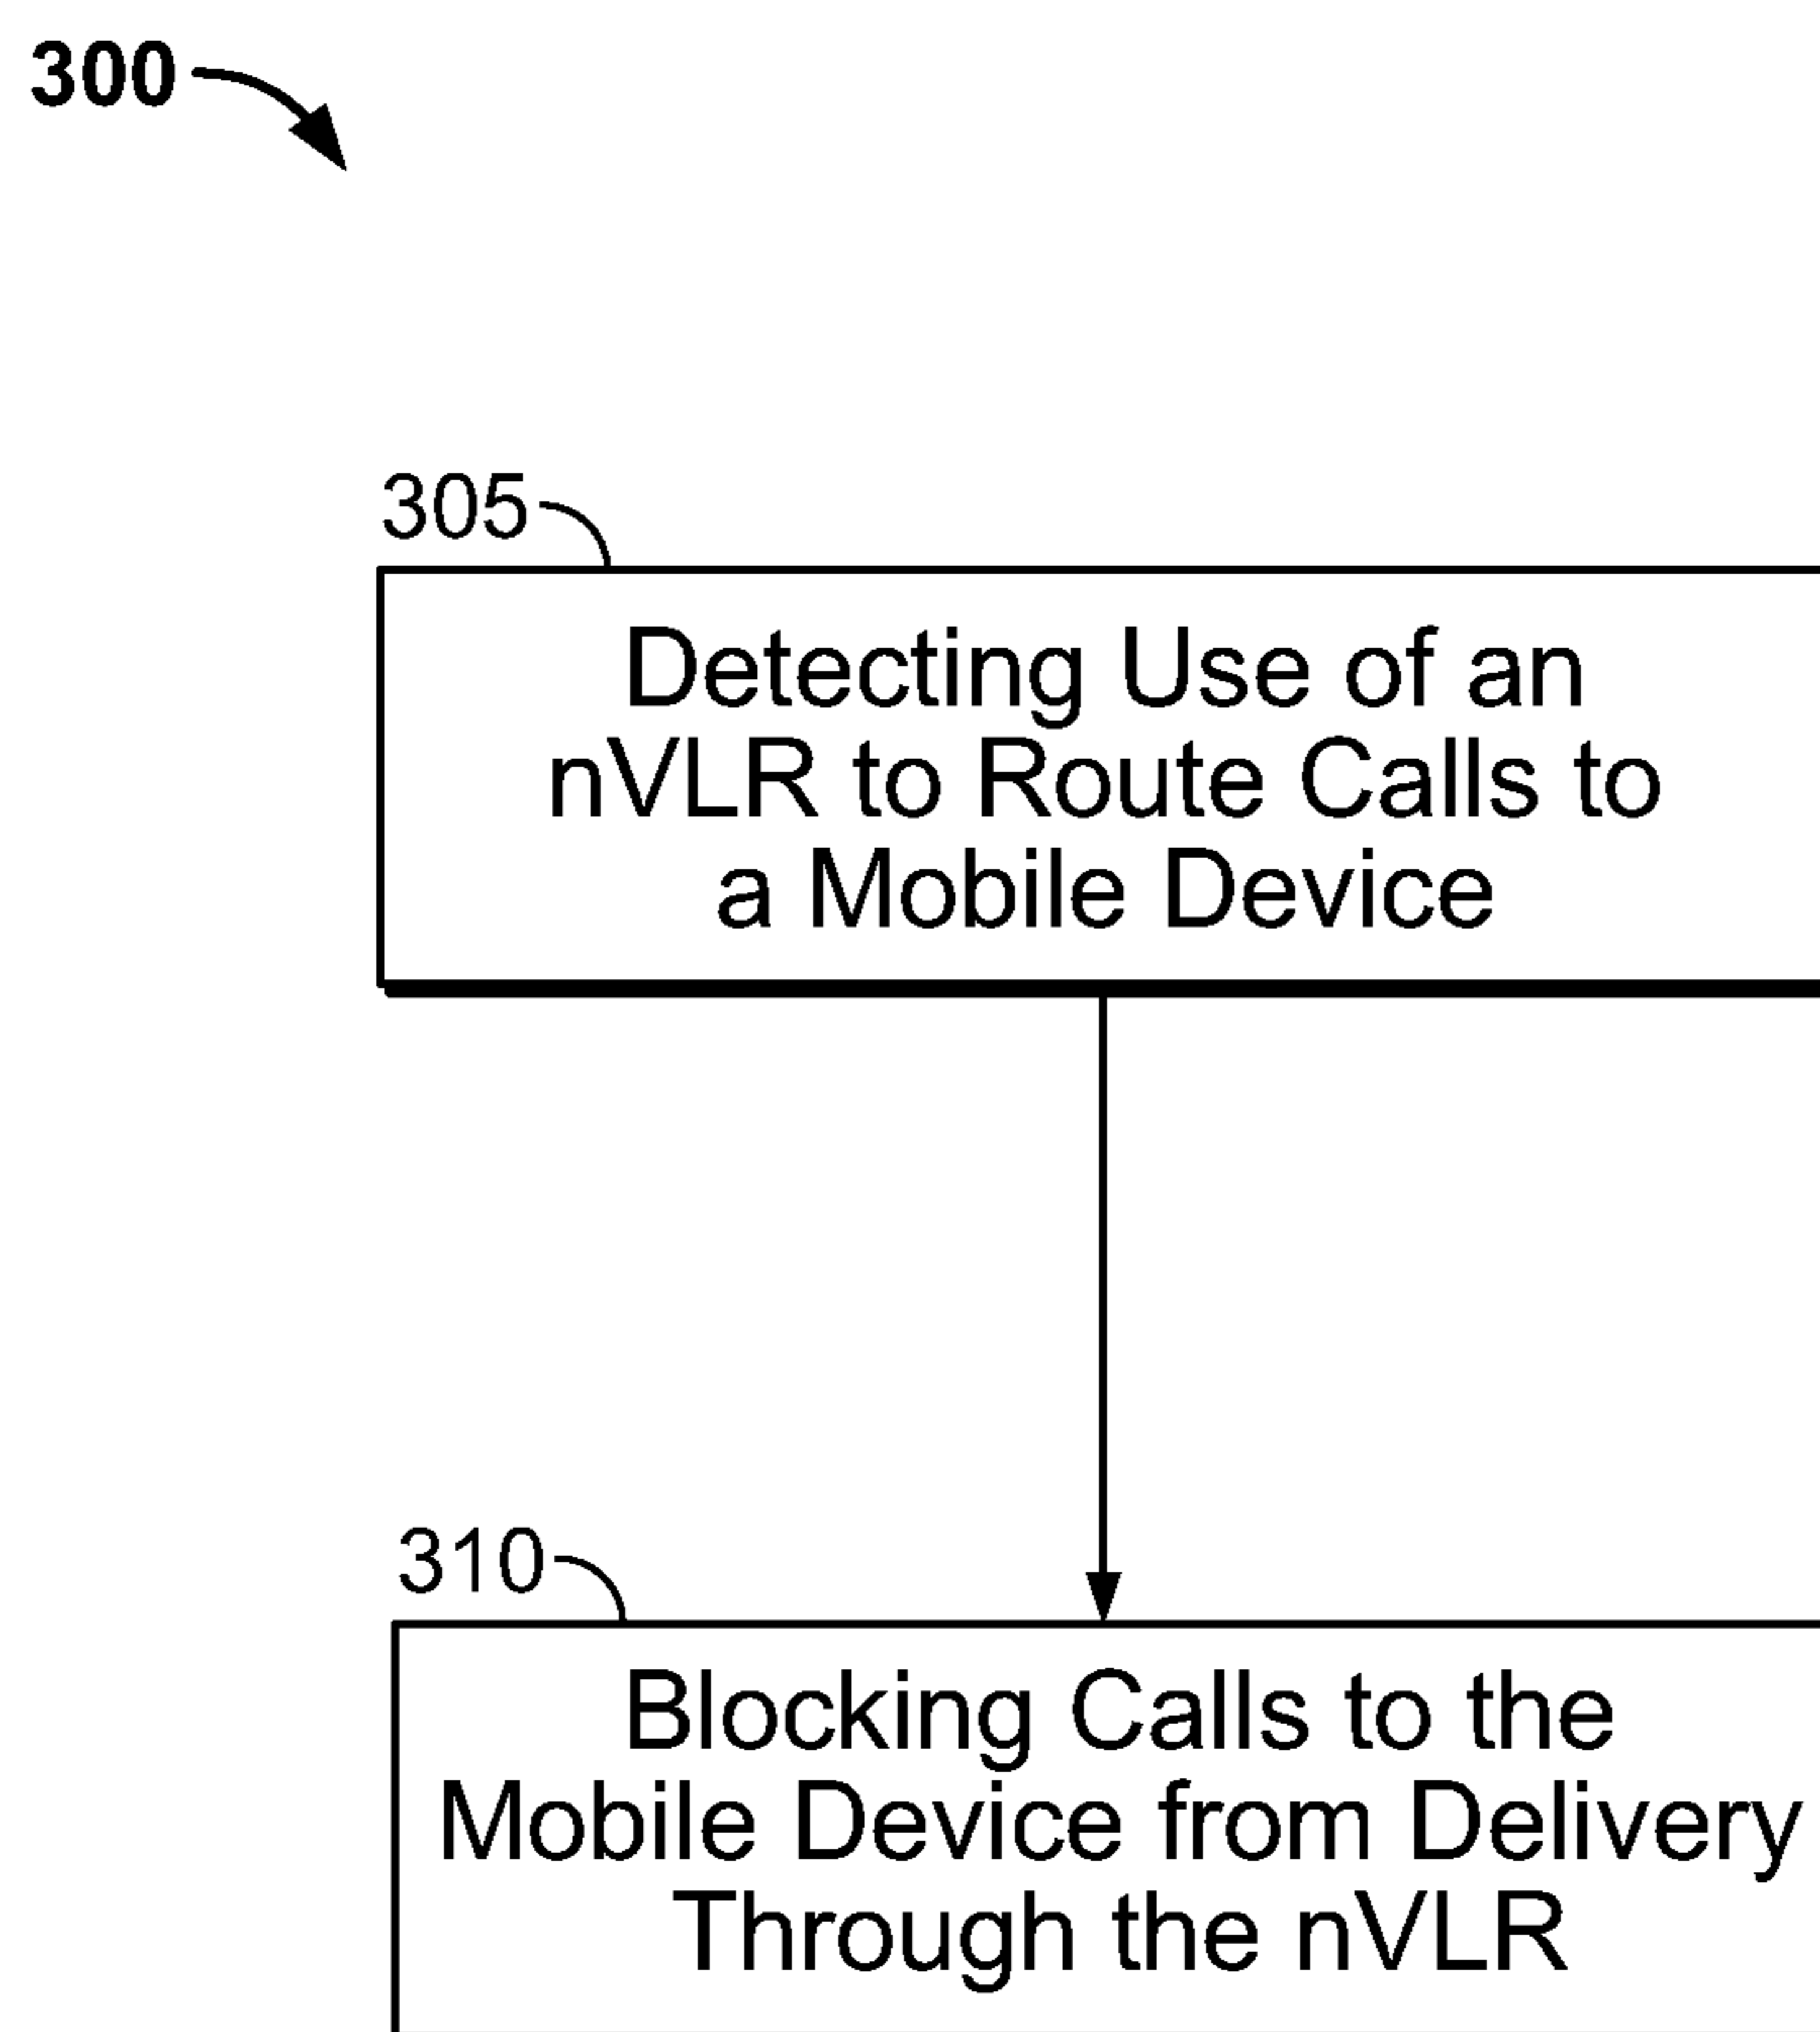 300
305
Detecting Use of an
nVLR to Route Calls to
a Mobile Device
310
Blocking Calls to the
Mobile Device from Delivery
Through the nVLR